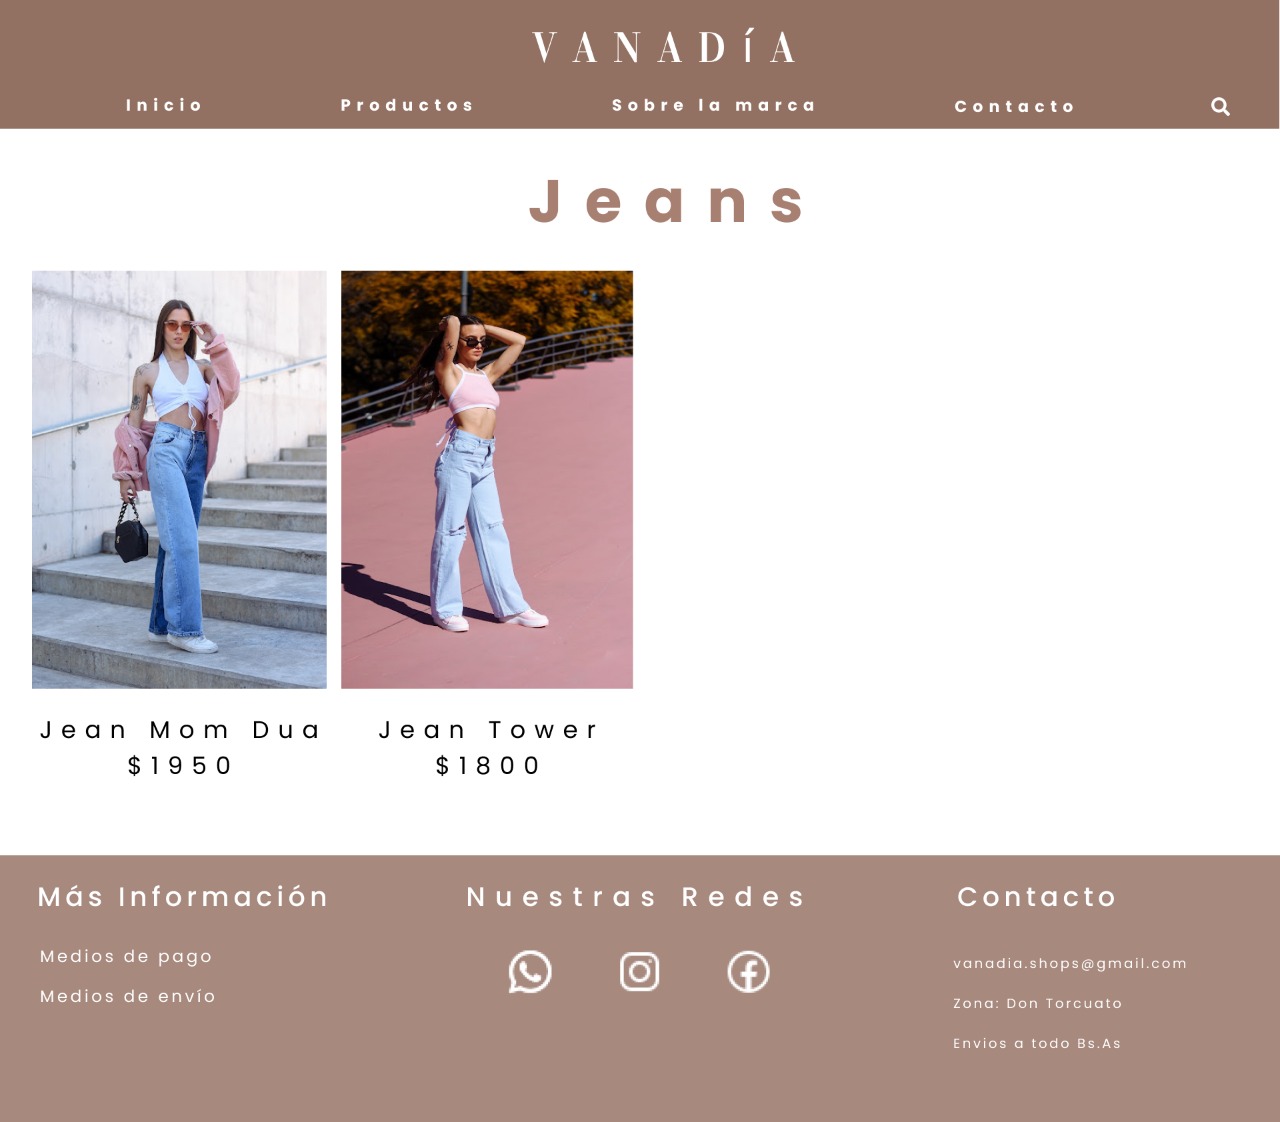 VANADíA
Inicio Productos Sobre la marca Contacto
Jeans
Jean Mom Dua
$1950
Jean Tower
$1800
Más Información
Medios de pago
Medios de envío
Nuestras Redes
Contacto
vanadia.shops@gmail.com
Zona: Don Torcuato
Envios a todo Bs.As